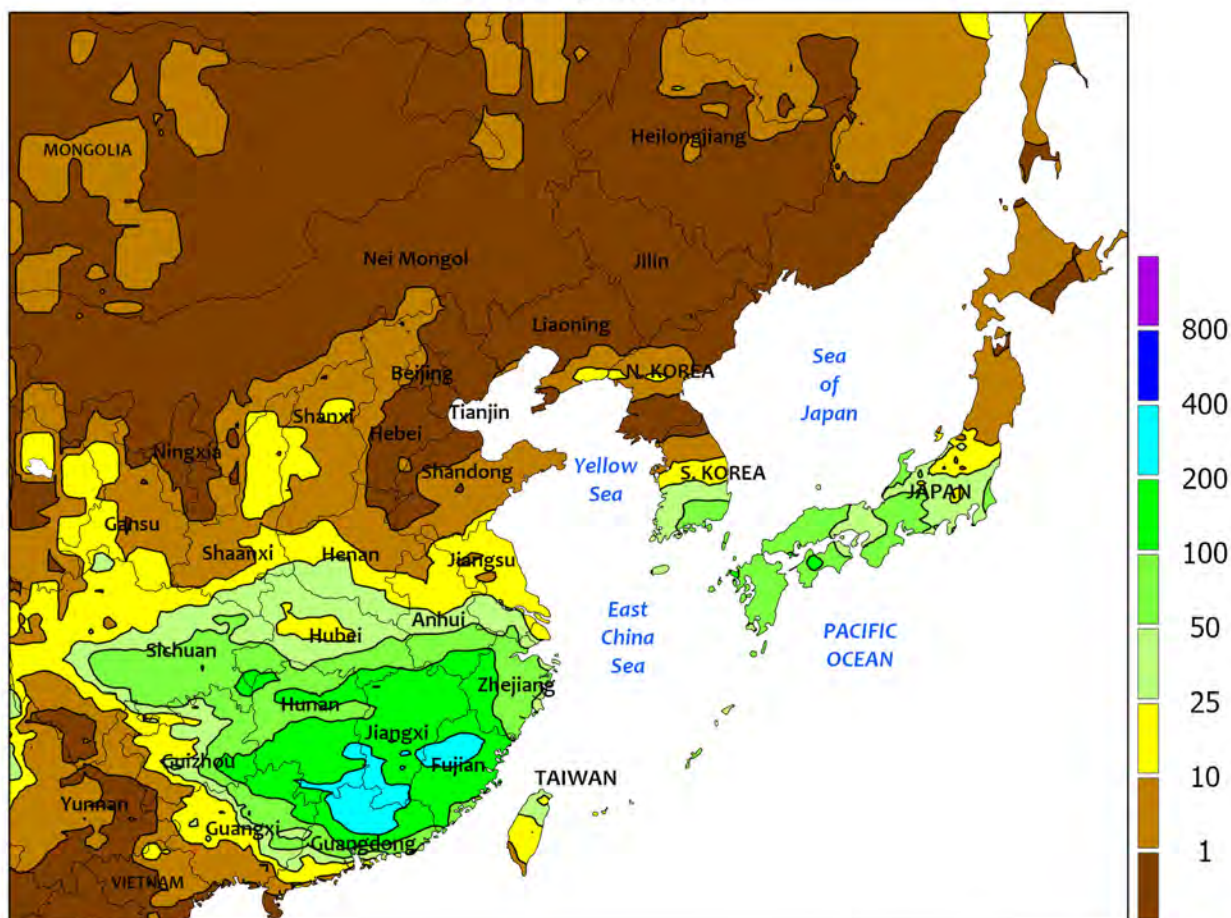 Heilongjiang
MONGOLIA
Nei Mongol
Jilin
800
Liaoning
Sea
of
Japan
Beijing
N. KOREA
400
Shanxi
Tianjin
Hebei
Ningxia
Shandong
Yellow
Sea
S. KOREA
200
JAPAN
Gansu
Shaanxi
Henan
Jiangsu
100
East
China
Sea
Anhui
Hubei
PACIFIC
OCEAN
50
Sichuan
Zhejiang
Hunan
25
Jiangxi
Guizhou
Fujian
TAIWAN
10
Yunnan
Guangxi
Guangdong
1
VIETNAM